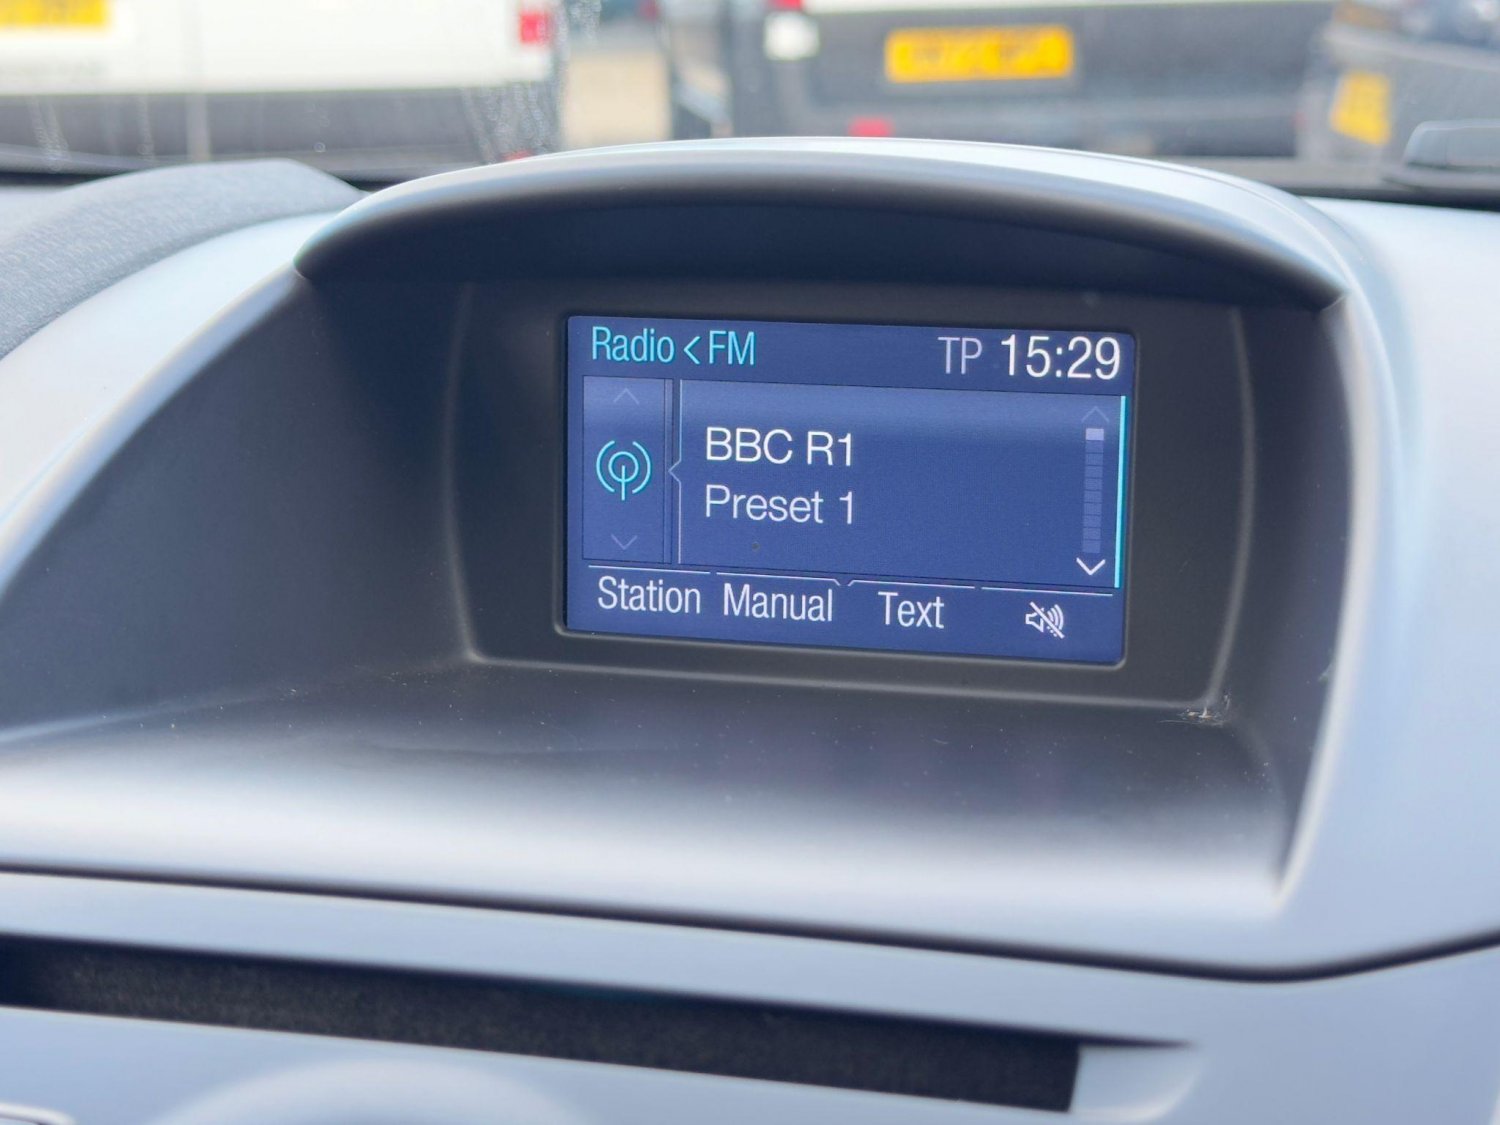 Radio < FM TP 15:29
BBC R1
Preset 1
Station Manual Text